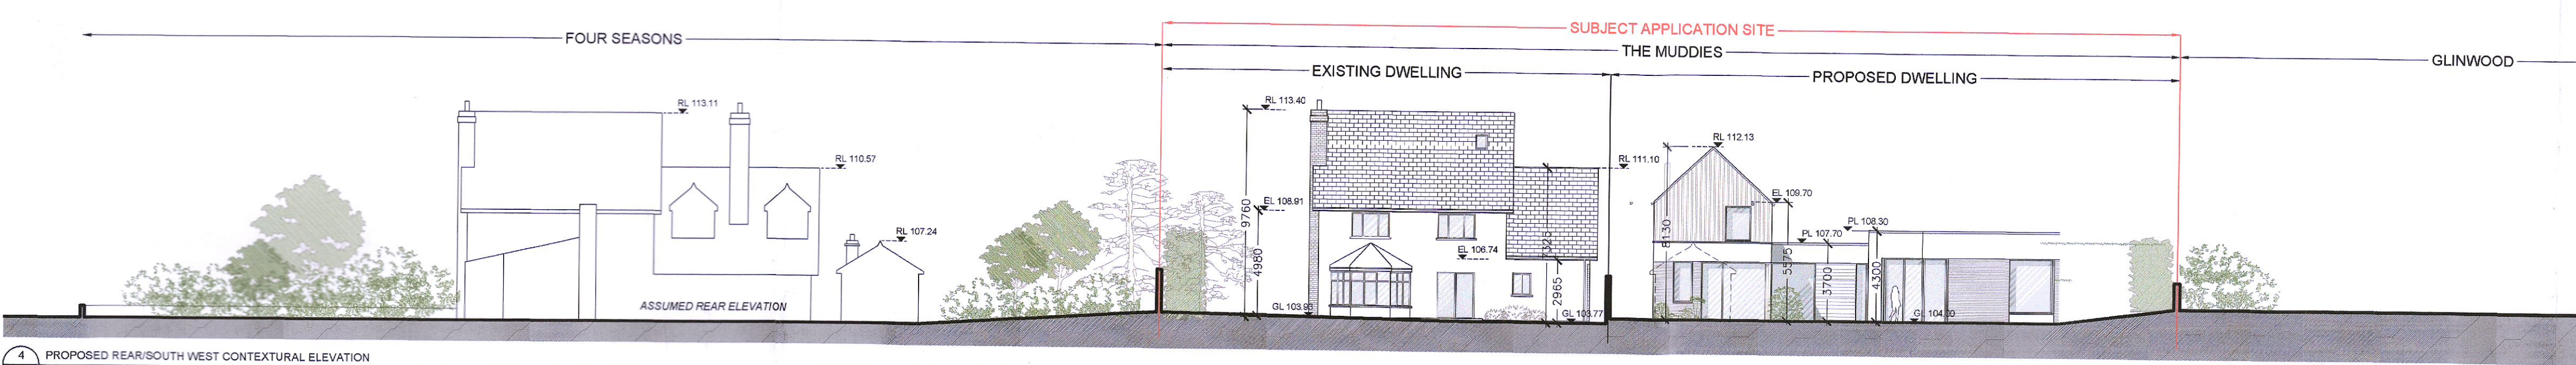 SUBJECT APPLICATION SITE
FOUR SEASONS
THE MUDDIES
GLINWOOD
EXISTING DWELLING
PROPOSED DWELLING
RL 113.11
RL 113.40
RL 112.13
RL 110.57
RL 111.10
EL 109.70
EL 108.91
PL 108.30
RL 107.24
PL 107.70
EL 106.74
9760
4980
7325
2965
8130
5575
3700
4300
ASSUMED REAR ELEVATION
GL 103.93
GL 103.77
GL 104.00
4 PROPOSED REAR/SOUTH WEST CONTEXTURAL ELEVATION